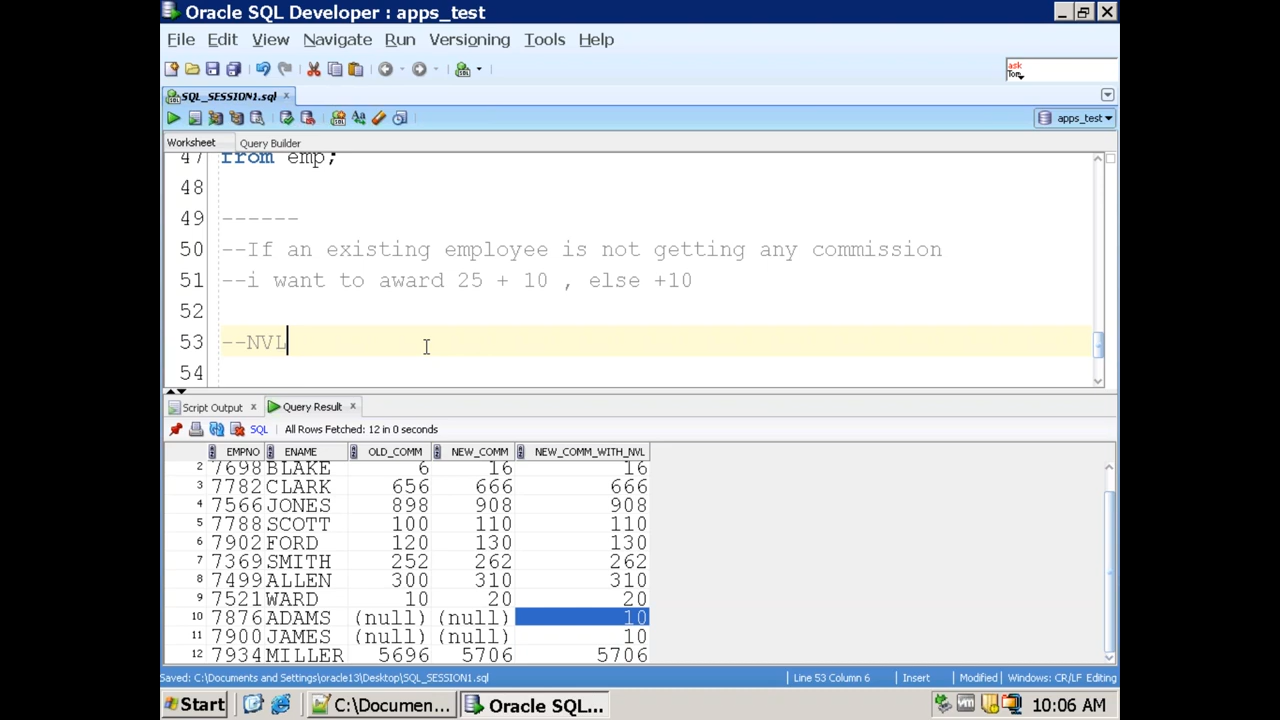 Oracle SQL Developer : apps_test
File Edit View Navigate Run Versioning Tools Help
ask
Tom
SQL_SESSION1.sql
apps_test
Worksheet Query Builder
47 from emp;
48
49 ------
50 --If an existing employee is not getting any commission
51 --i want to award 25 + 10 , else +10
52
53 --NVL
54
Script Output Query Result
SQL All Rows Fetched: 12 in 0 seconds
EMPNO ENAME OLD_COMM NEW_COMM NEW_COMM_WITH_NVL
2 7698 BLAKE 6 16 16
3 7782 CLARK 656 666 666
4 7566 JONES 898 908 908
5 7788 SCOTT 100 110 110
6 7902 FORD 120 130 130
7 7369 SMITH 252 262 262
8 7499 ALLEN 300 310 310
9 7521 WARD 10 20 20
10 7876 ADAMS (null) (null) 10
11 7900 JAMES (null) (null) 10
12 7934 MILLER 5696 5706 5706
Saved: C:\Documents and Settings\oracle13\Desktop\SQL_SESSION1.sql Line 53 Column 6 Insert Modified Windows: CR/LF Editing
Start C:\Documen... Oracle SQL... 10:06 AM